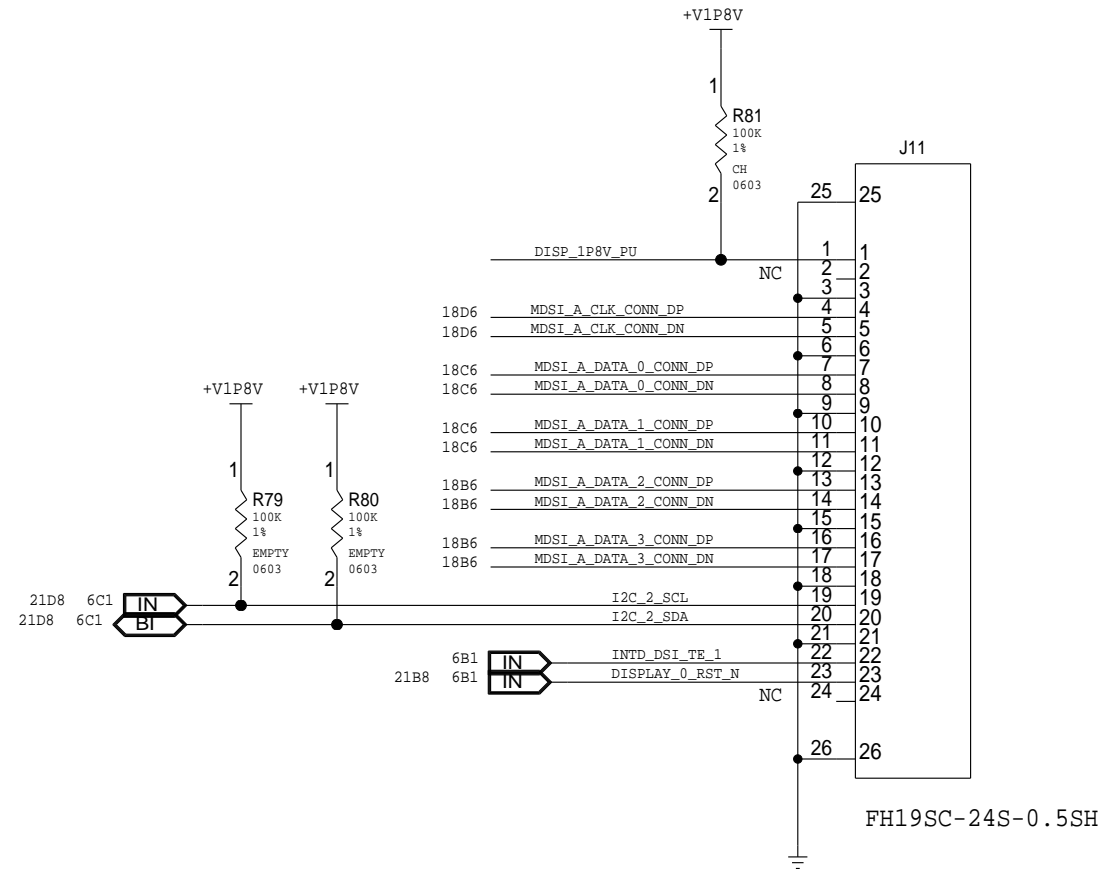 +V1P8V
1
R81
100K
1%
CH
0603
2
J11
25 25
DISP_1P8V_PU 1 1
NC 2 2
3 3
18D6 MDSI_A_CLK_CONN_DP 4 4
18D6 MDSI_A_CLK_CONN_DN 5 5
6 6
18C6 MDSI_A_DATA_0_CONN_DP 7 7
18C6 MDSI_A_DATA_0_CONN_DN 8 8
9 9
18C6 MDSI_A_DATA_1_CONN_DP 10 10
18C6 MDSI_A_DATA_1_CONN_DN 11 11
12 12
18B6 MDSI_A_DATA_2_CONN_DP 13 13
18B6 MDSI_A_DATA_2_CONN_DN 14 14
15 15
18B6 MDSI_A_DATA_3_CONN_DP 16 16
18B6 MDSI_A_DATA_3_CONN_DN 17 17
18 18
+V1P8V +V1P8V
1 1
R79 R80
100K 100K
1% 1%
EMPTY EMPTY
0603 0603
2 2
21D8 6C1 IN I2C_2_SCL 19 19
21D8 6C1 BI I2C_2_SDA 20 20
21 21
6B1 IN INTD_DSI_TE_1 22 22
21B8 6B1 IN DISPLAY_0_RST_N 23 23
NC 24 24
26 26
FH19SC-24S-0.5SH